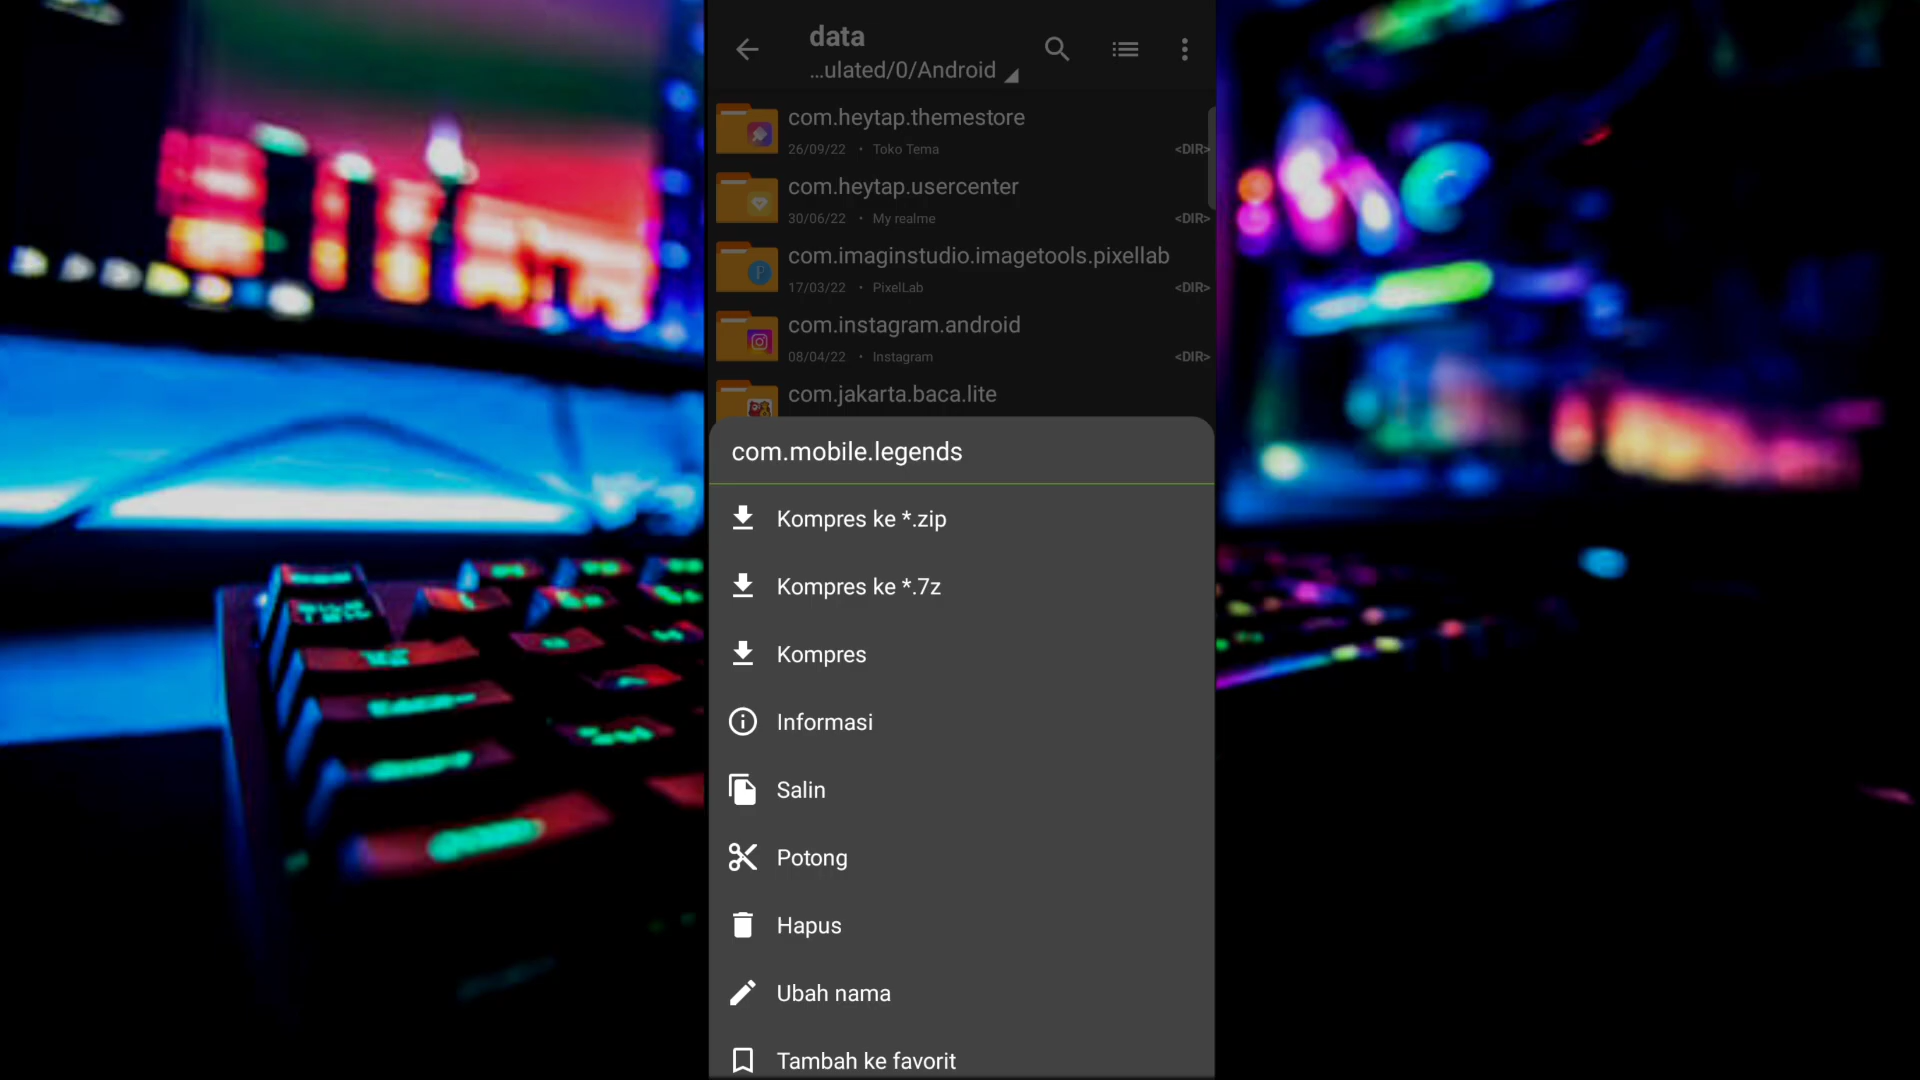 data
...ulated/0/Android
com.heytap.themestore
26/09/22 • Toko Tema
<DIR>
com.heytap.usercenter
30/06/22 • My realme
<DIR>
com.imaginstudio.imagetools.pixellab
17/03/22 • PixelLab
<DIR>
com.instagram.android
08/04/22 • Instagram
<DIR>
com.jakarta.baca.lite
com.mobile.legends
Kompres ke *.zip
Kompres ke *.7z
Kompres
Informasi
Salin
Potong
Hapus
Ubah nama
Tambah ke favorit